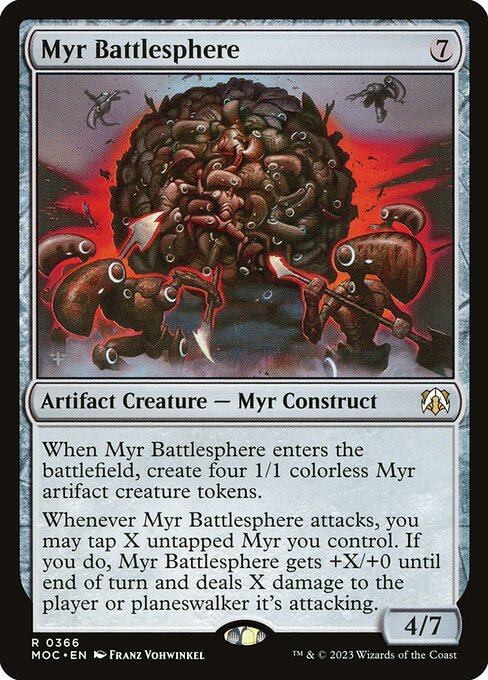 Myr Battlesphere 7
Artifact Creature — Myr Construct
When Myr Battlesphere enters the
battlefield, create four 1/1 colorless Myr
artifact creature tokens.
Whenever Myr Battlesphere attacks, you
may tap X untapped Myr you control. If
you do, Myr Battlesphere gets +X/+0 until
end of turn and deals X damage to the
player or planeswalker it's attacking.
4/7
R 0366
MOC • EN Franz Vohwinkel
™ & © 2023 Wizards of the Coast